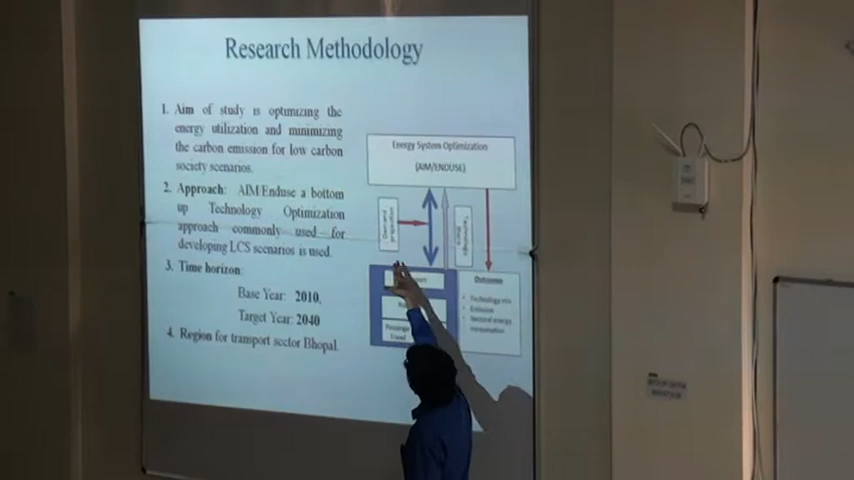 Research Methodology
1. Aim of study is optimizing the
energy utilization and minimizing
the carbon emission for low carbon
society scenarios.
2. Approach: AIM/Enduse a bottom
up Technology Optimization
approach commonly used for
developing LCS scenarios is used.
3. Time horizon:
Base Year: 2010,
Target Year: 2040
4. Region for transport sector Bhopal.
Energy System Optimization
(AIM/ENDUSE)
Demand
Technology
Outcome
• Technology mix
• Emission
• Sectoral energy
consumption
Passenger